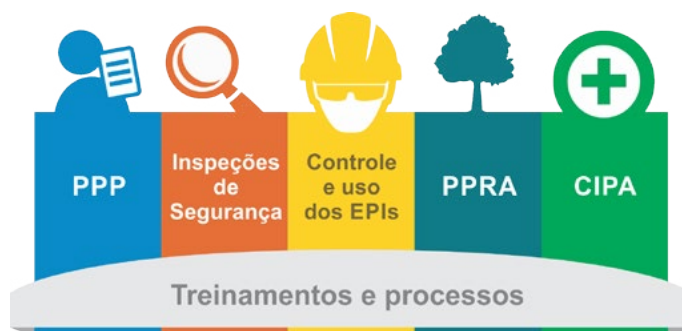 PPP
Inspeções
de
Segurança
Controle
e uso
dos EPIs
PPRA
CIPA
Treinamentos e processos